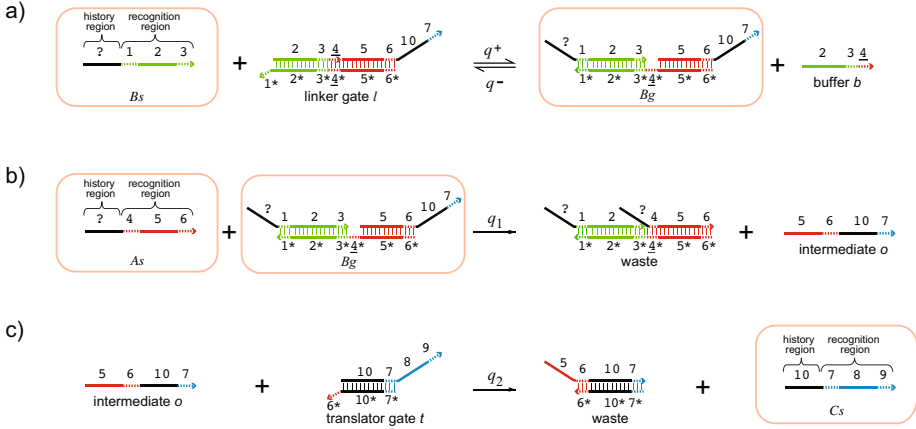 a)
history region
recognition region
? 1 2 3
Bs
+
2 3 4 5 6 10 7
1* 2* 3* 4* 5* 6*
linker gate l
q+
q-
? 1 2 3 5 6 10 7
1* 2* 3* 4* 5* 6*
Bg
+
2 3 4
buffer b
b)
history region
recognition region
? 4 5 6
As
+
? 1 2 3 5 6 10 7
1* 2* 3* 4* 5* 6*
Bg
q1
? 1 2 3 ? 4 5 6
1* 2* 3* 4* 5* 6*
waste
+
5 6 10 7
intermediate o
c)
5 6 10 7
intermediate o
+
10 7 8 9
6* 10* 7*
translator gate t
q2
5 6 10 7
6* 10* 7*
waste
+
history region
recognition region
10 7 8 9
Cs